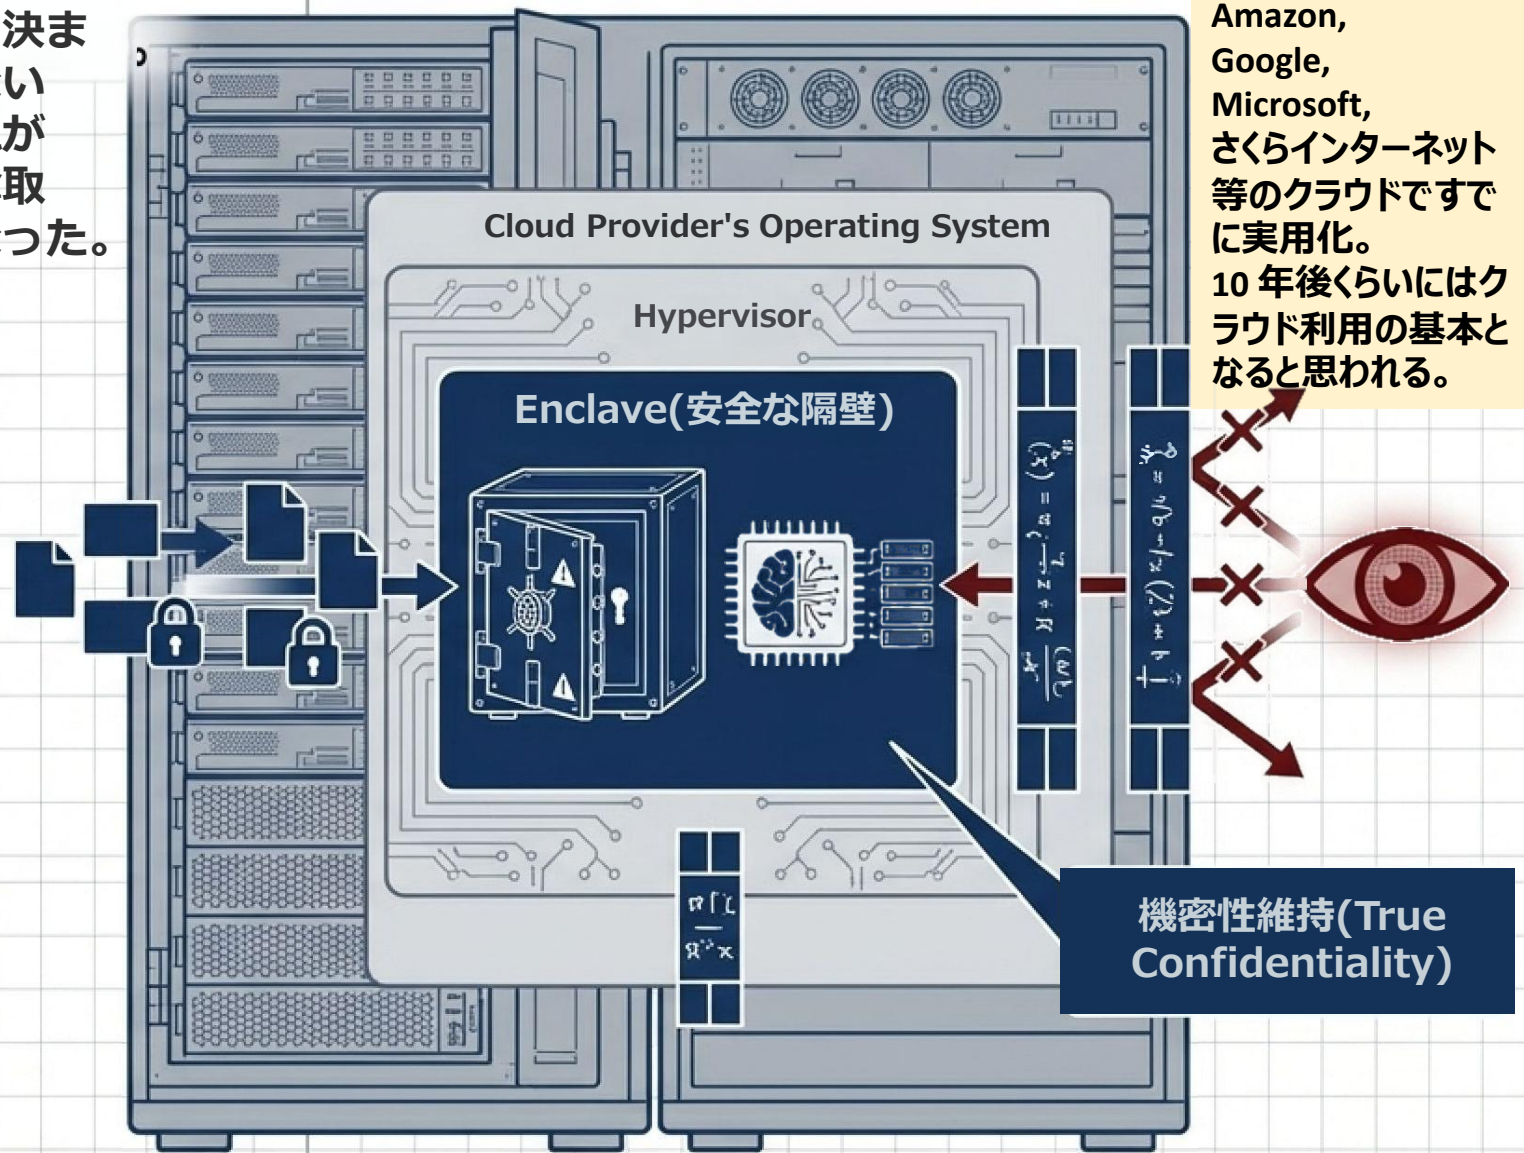 決ま
い
が
取
った。
Amazon,
Google,
Microsoft,
さくらインターネット
等のクラウドですで
に実用化。
10 年後くらいにはク
ラウド利用の基本と
なると思われる。
Cloud Provider's Operating System
Hypervisor
Enclave(安全な隔壁)
機密性維持(True
Confidentiality)